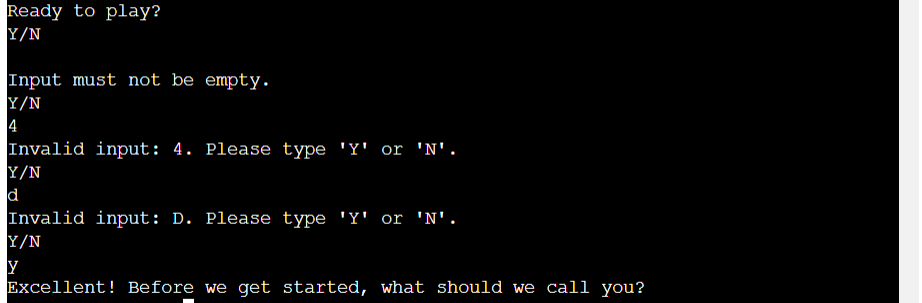 Ready to play?
Y/N
Input must not be empty.
Y/N
4
Invalid input: 4. Please type 'Y' or 'N'.
Y/N
d
Invalid input: D. Please type 'Y' or 'N'.
Y/N
y
Excellent! Before we get started, what should we call you?